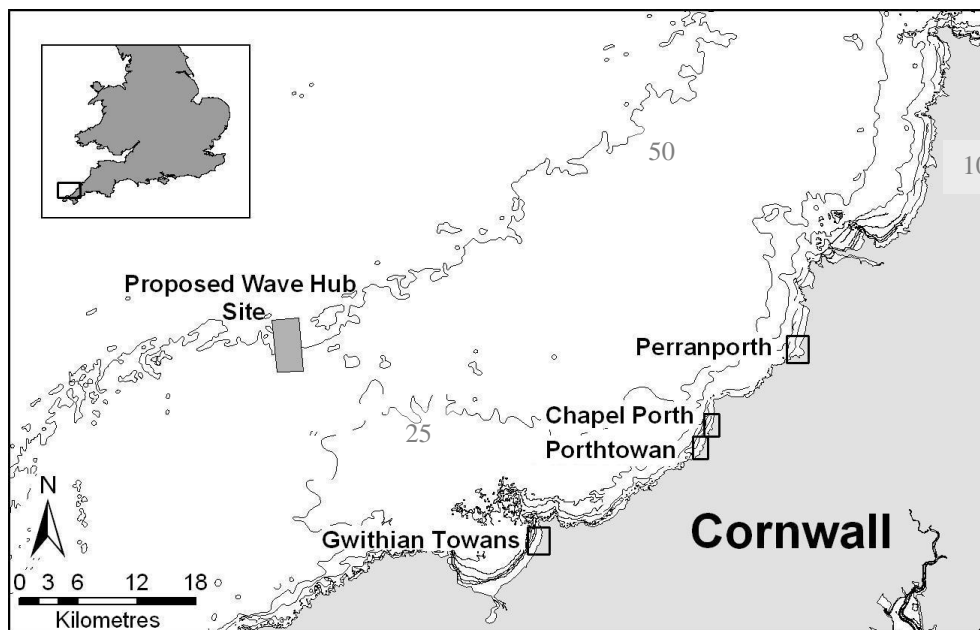 50
10
Proposed Wave Hub
Site
Perranporth
Chapel Porth
25
Porthtowan
N
Gwithian Towans
Cornwall
0 3 6 12 18
Kilometres